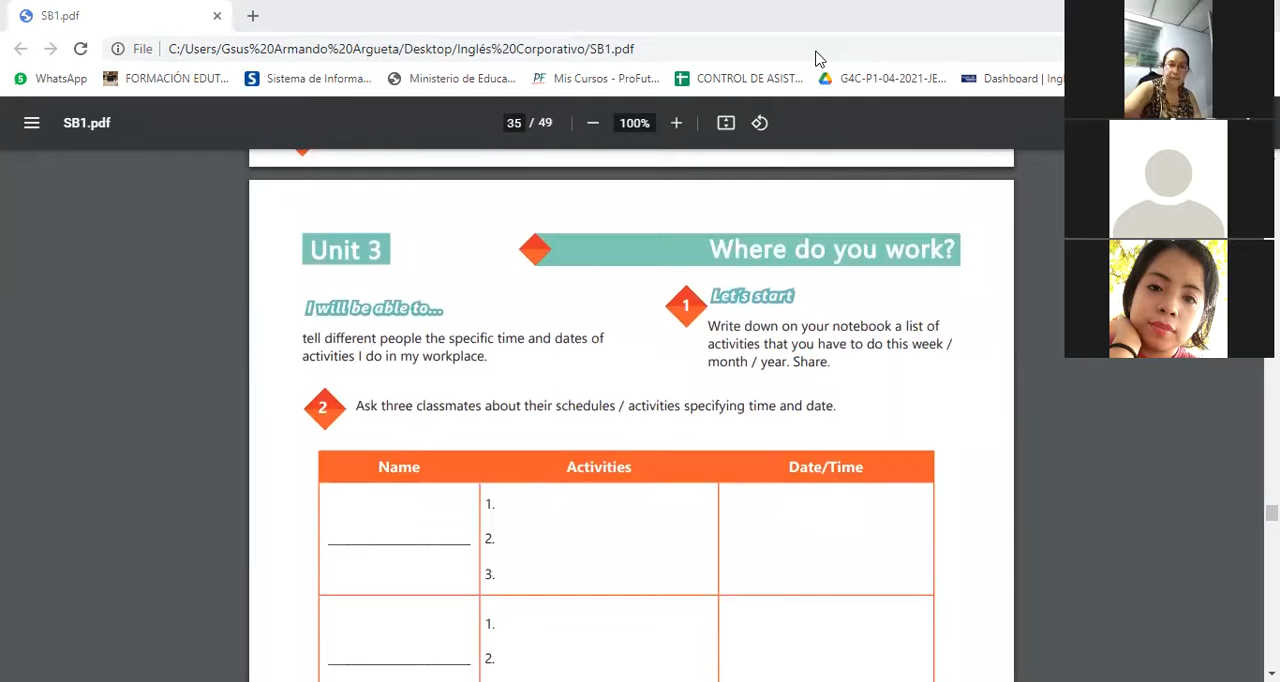 SB1.pdf
File C:/Users/Gsus%20Armando%20Argueta/Desktop/Inglés%20Corporativo/SB1.pdf
WhatsApp FORMACIÓN EDUT... Sistema de Informa... Ministerio de Educa... Mis Cursos - ProFut... CONTROL DE ASIST... G4C-P1-04-2021-JE... Dashboard | Ingl
SB1.pdf 35 / 49 100%
Unit 3 Where do you work?
I will be able to...
tell different people the specific time and dates of
activities I do in my workplace.
1 Let's start
Write down on your notebook a list of
activities that you have to do this week /
month / year. Share.
2 Ask three classmates about their schedules / activities specifying time and date.
Name Activities Date/Time
1.
2.
3.
1.
2.